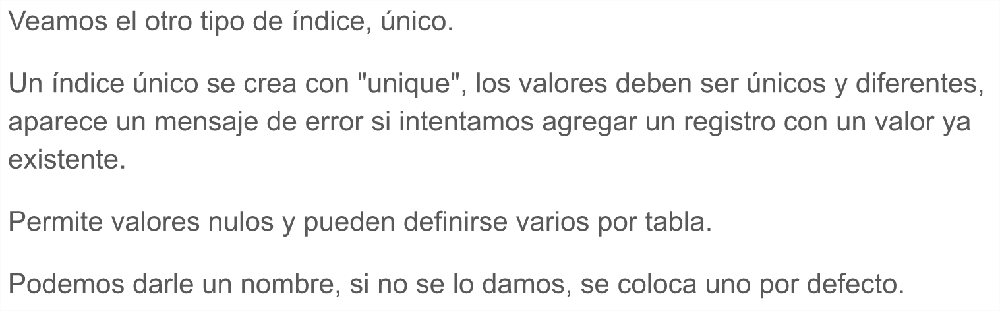 Veamos el otro tipo de índice, único.
Un índice único se crea con "unique", los valores deben ser únicos y diferentes,
aparece un mensaje de error si intentamos agregar un registro con un valor ya
existente.
Permite valores nulos y pueden definirse varios por tabla.
Podemos darle un nombre, si no se lo damos, se coloca uno por defecto.